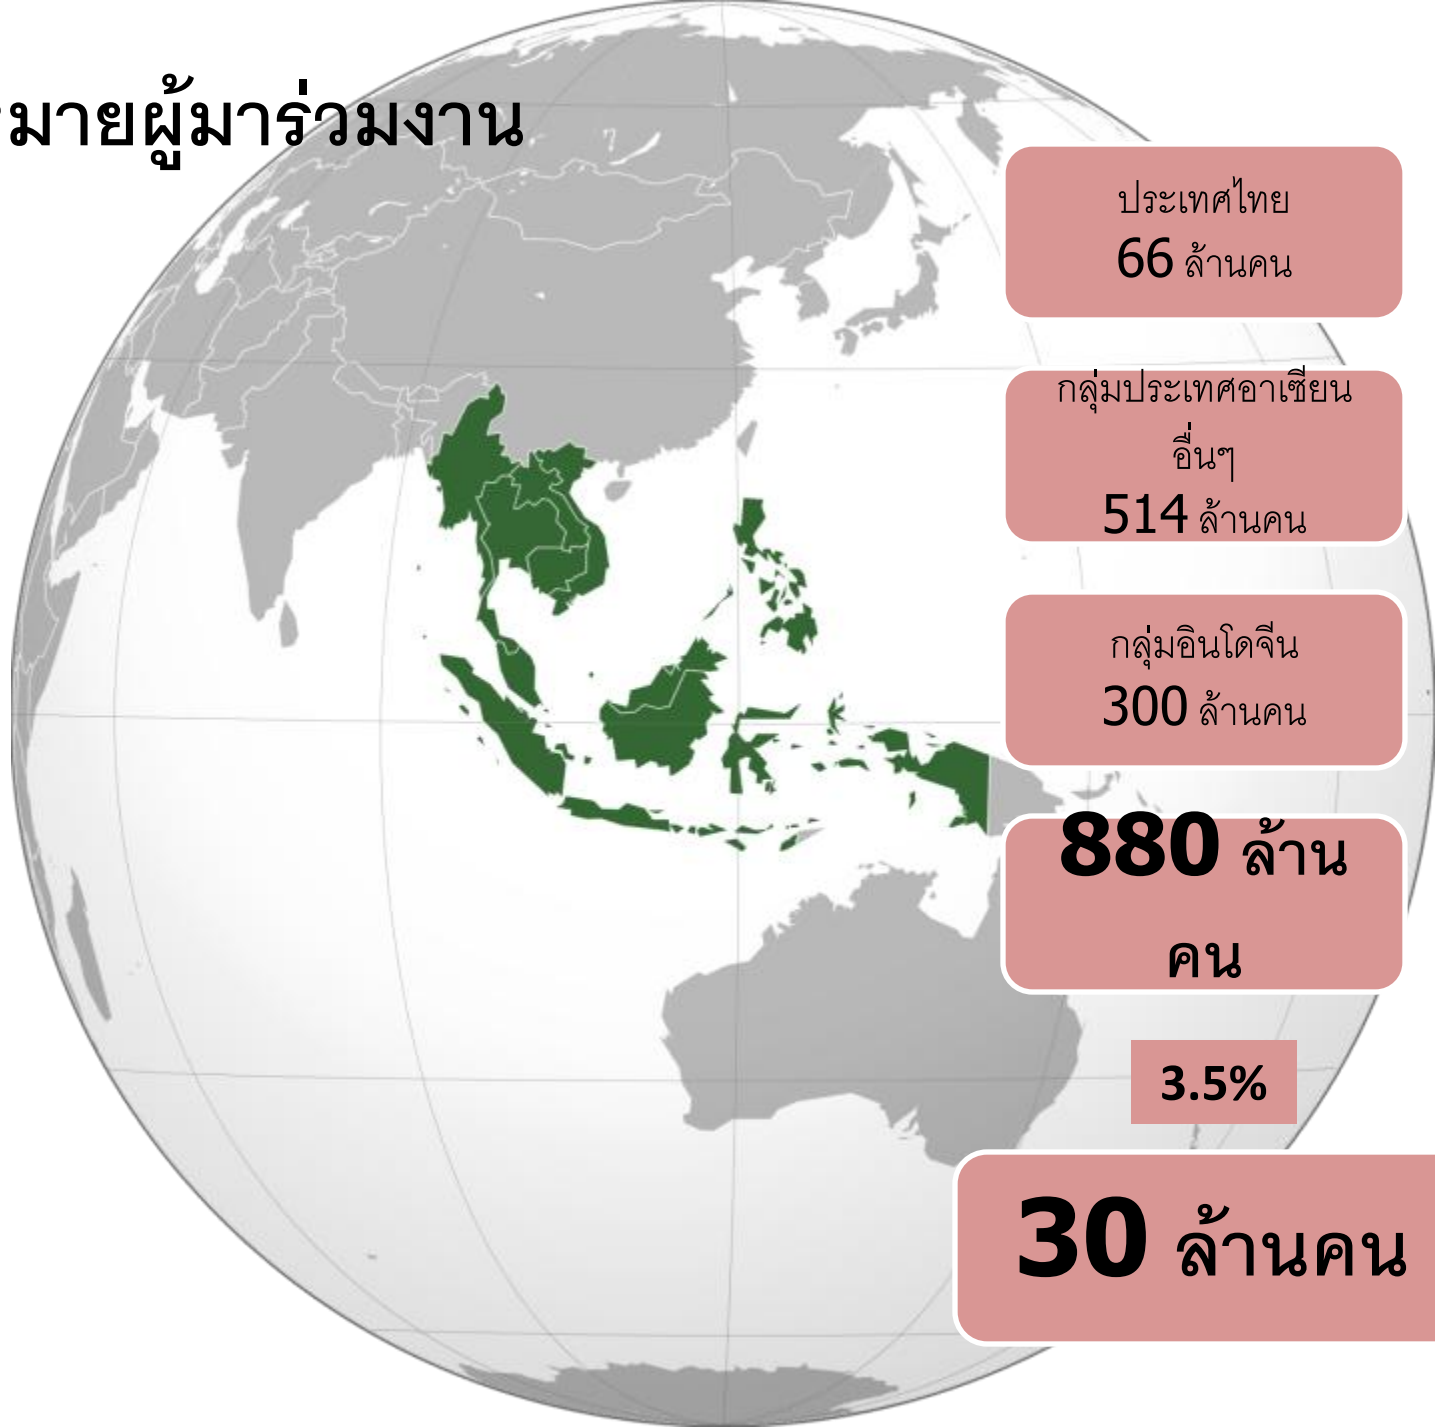 หมายผู้มาร่วมงาน
ประเทศไทย
66 ล้านคน
กลุ่มประเทศอาเซียน
อื่นๆ
514 ล้านคน
กลุ่มอินโดจีน
300 ล้านคน
880 ล้าน
คน
3.5%
30 ล้านคน